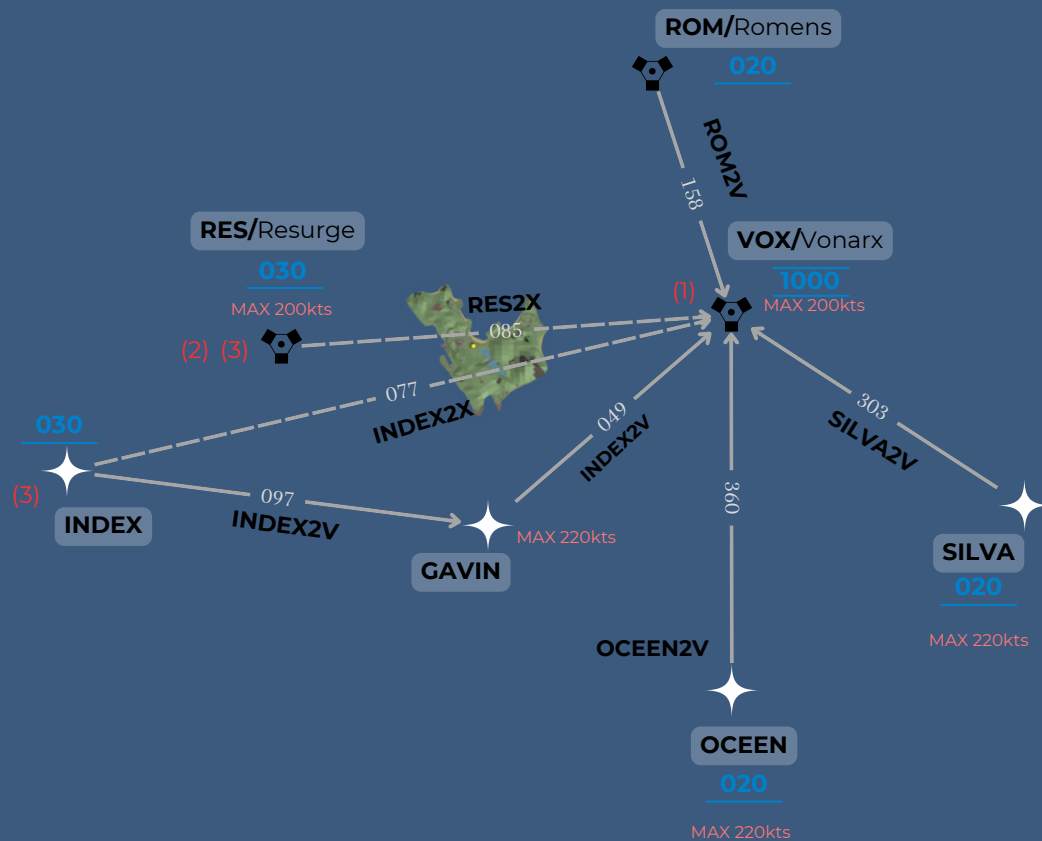 ROM/Romens
020
ROM2V
158
RES/Resurge
030
MAX 200kts
(2) (3)
VOX/Vonarx
1000
MAX 200kts
(1)
RES2X
085
077
INDEX2X
030
(3)
INDEX
097
INDEX2V
049
INDEX2V
303
SILVA2V
360
GAVIN
MAX 220kts
SILVA
020
MAX 220kts
OCEEN2V
OCEEN
020
MAX 220kts